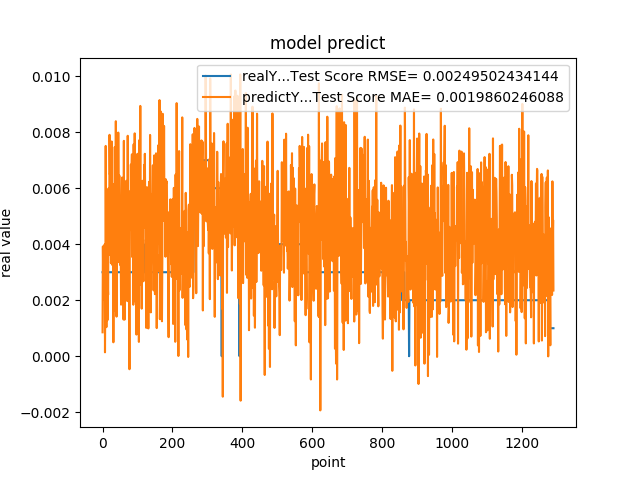 model predict
realY...Test Score RMSE= 0.00249502434144
predictY...Test Score MAE= 0.0019860246088
real value
0.010
0.008
0.006
0.004
0.002
0.000
−0.002
0 200 400 600 800 1000 1200
point